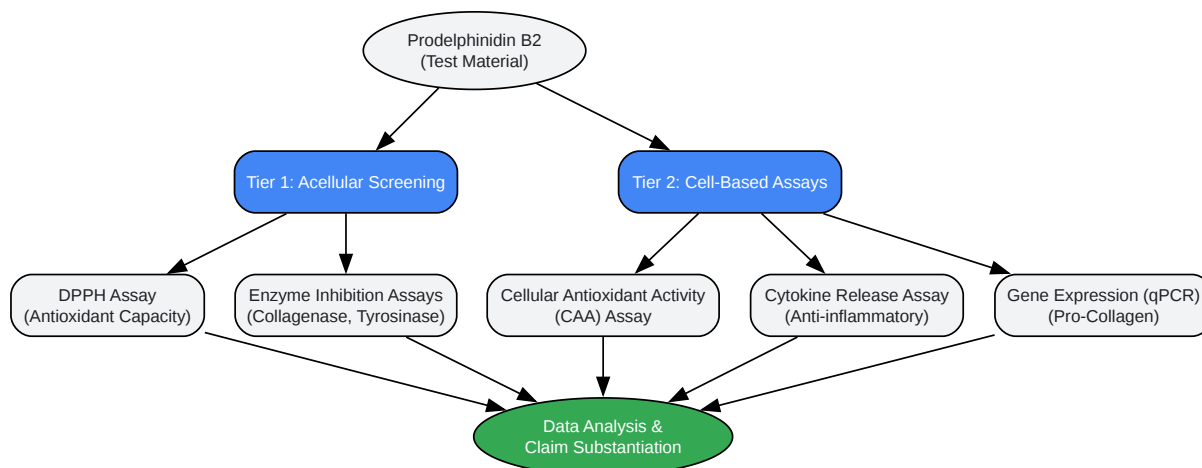 Prodelphinidin B2
(Test Material)
Tier 1: Acellular Screening
Tier 2: Cell-Based Assays
DPPH Assay
(Antioxidant Capacity)
Enzyme Inhibition Assays
(Collagenase, Tyrosinase)
Cellular Antioxidant Activity
(CAA) Assay
Cytokine Release Assay
(Anti-inflammatory)
Gene Expression (qPCR)
(Pro-Collagen)
Data Analysis &
Claim Substantiation